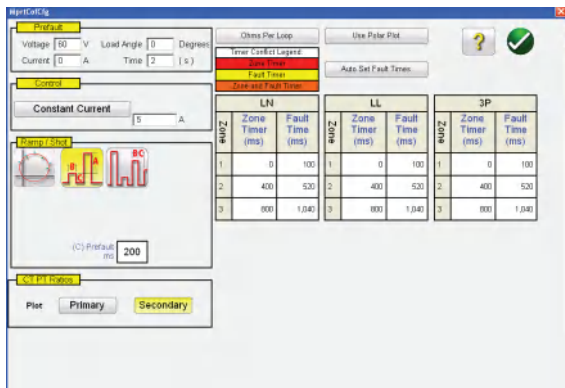 MprtCofCfg
Prefault
Voltage 60 V Load Angle 0 Degrees
Current 0 A Time 2 (s)
Control
Constant Current
5 A
Ramp / Shot
B C A
BC
(C) Prefault
ms 200
CT PT Ratios
Plot Primary Secondary
Ohms Per Loop
Use Polar Plot
Timer Conflict Legend:
Zone Timer
Fault Timer
Zone and Fault Timer
Auto Set Fault Times
?
LN LL 3P
Zone Zone Timer (ms) Fault Time (ms) Zone Zone Timer (ms) Fault Time (ms) Zone Zone Timer (ms) Fault Time (ms)
1 0 100 1 0 100 1 0 100
2 400 520 2 400 520 2 400 520
3 800 1,040 3 800 1,040 3 800 1,040